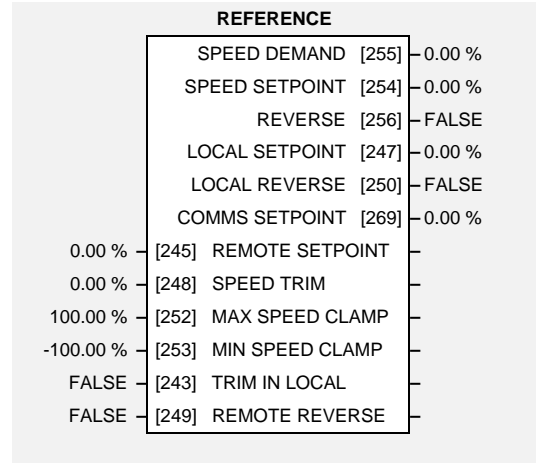 REFERENCE
SPEED DEMAND [255] 0.00 %
SPEED SETPOINT [254] 0.00 %
REVERSE [256] FALSE
LOCAL SETPOINT [247] 0.00 %
LOCAL REVERSE [250] FALSE
COMMS SETPOINT [269] 0.00 %
0.00 % [245] REMOTE SETPOINT
0.00 % [248] SPEED TRIM
100.00 % [252] MAX SPEED CLAMP
-100.00 % [253] MIN SPEED CLAMP
FALSE [243] TRIM IN LOCAL
FALSE [249] REMOTE REVERSE